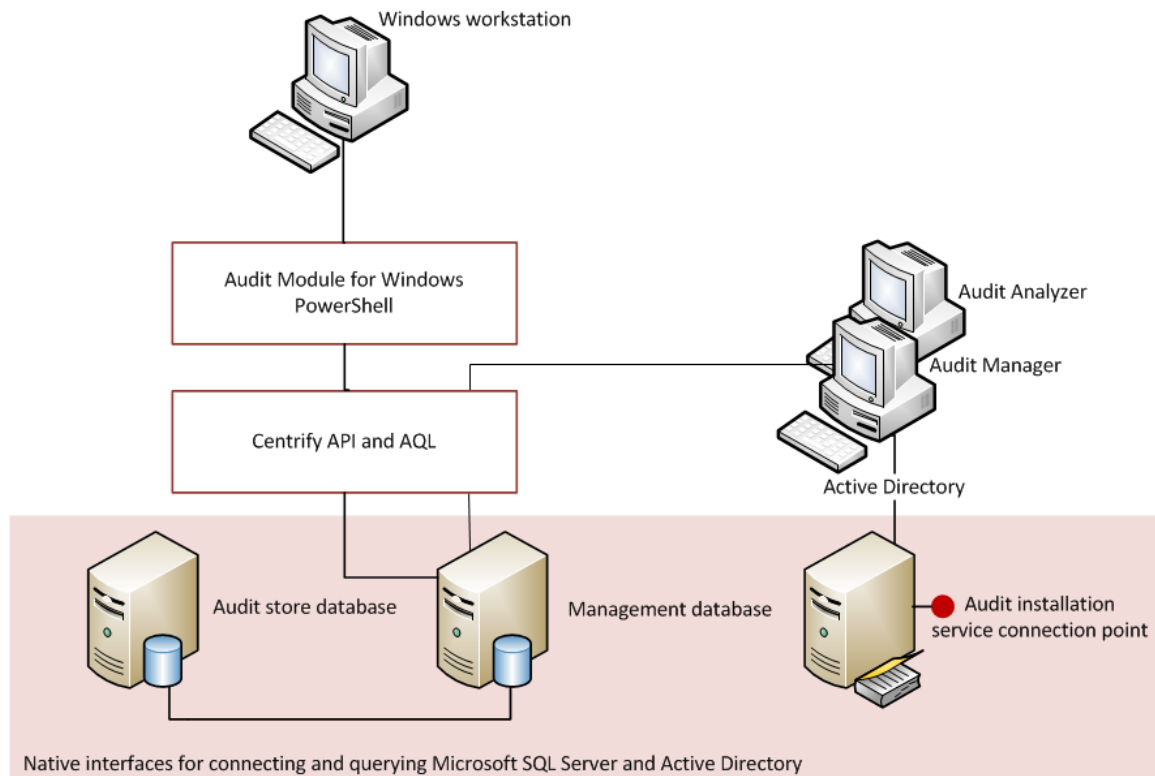 Windows workstation
Audit Module for Windows
PowerShell
Audit Analyzer
Audit Manager
Centrify API and AQL
Active Directory
Audit store database
Management database
Audit installation
service connection point
Native interfaces for connecting and querying Microsoft SQL Server and Active Directory